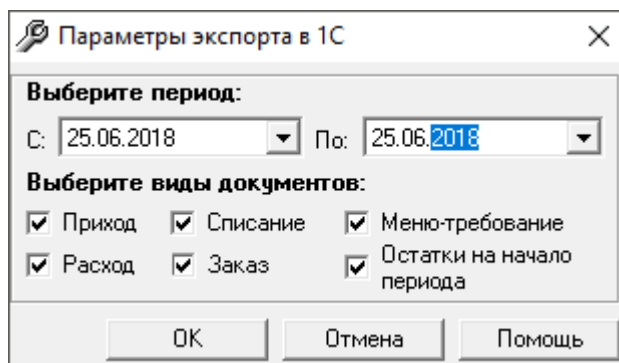 Параметры экспорта в 1С
Выберите период:
С: 25.06.2018 По: 25.06.2018
Выберите виды документов:
Приход Списание Меню-требование
Расход Заказ Остатки на начало
периода
ОК Отмена Помощь